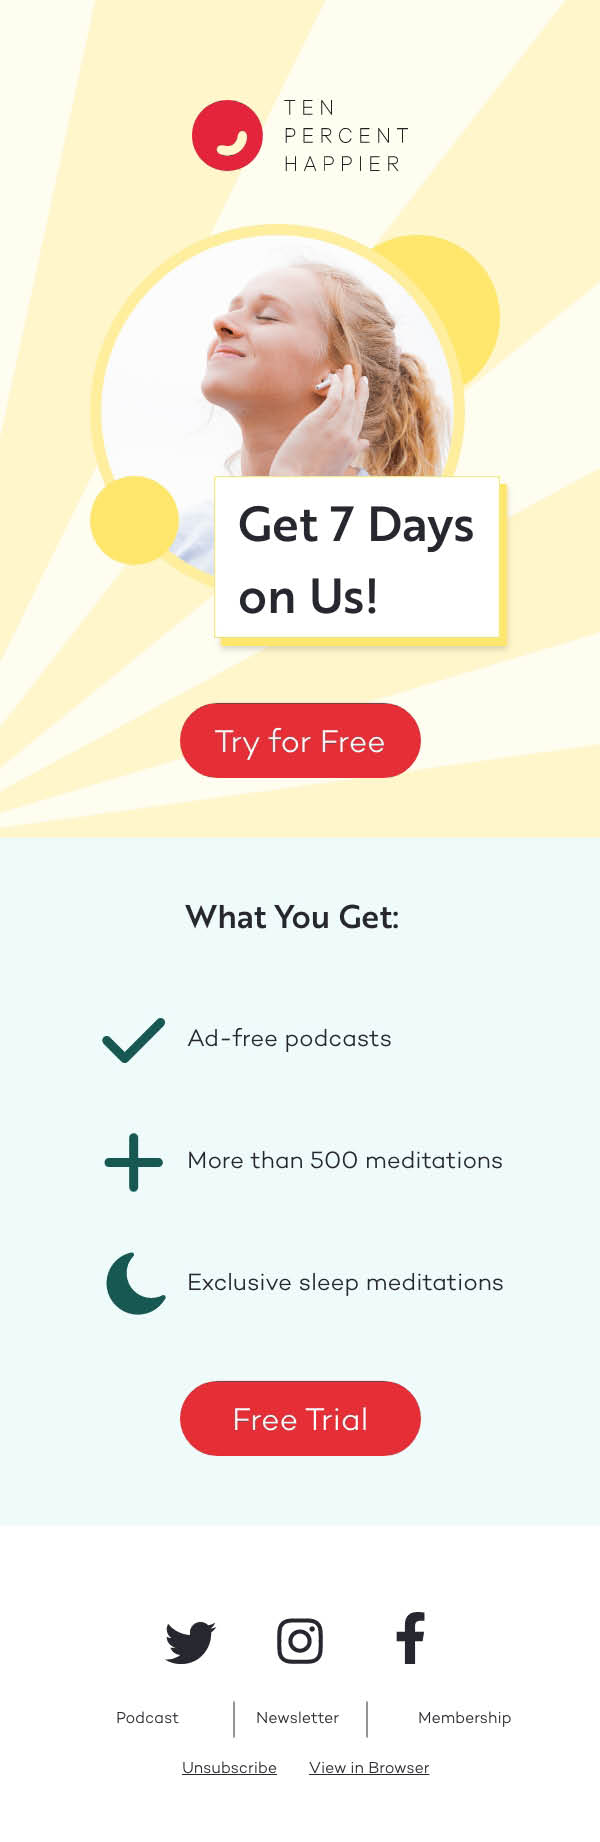 TEN
PERCENT
HAPPIER
Get 7 Days
on Us!
Try for Free
What You Get:
Ad-free podcasts
More than 500 meditations
Exclusive sleep meditations
Free Trial
Podcast
Newsletter
Membership
Unsubscribe
View in Browser